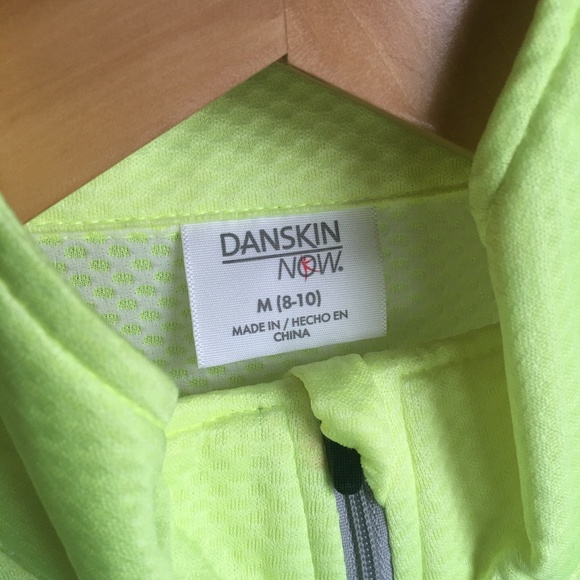 DANSKIN
NOW.
M (8-10)
MADE IN / HECHO EN
CHINA